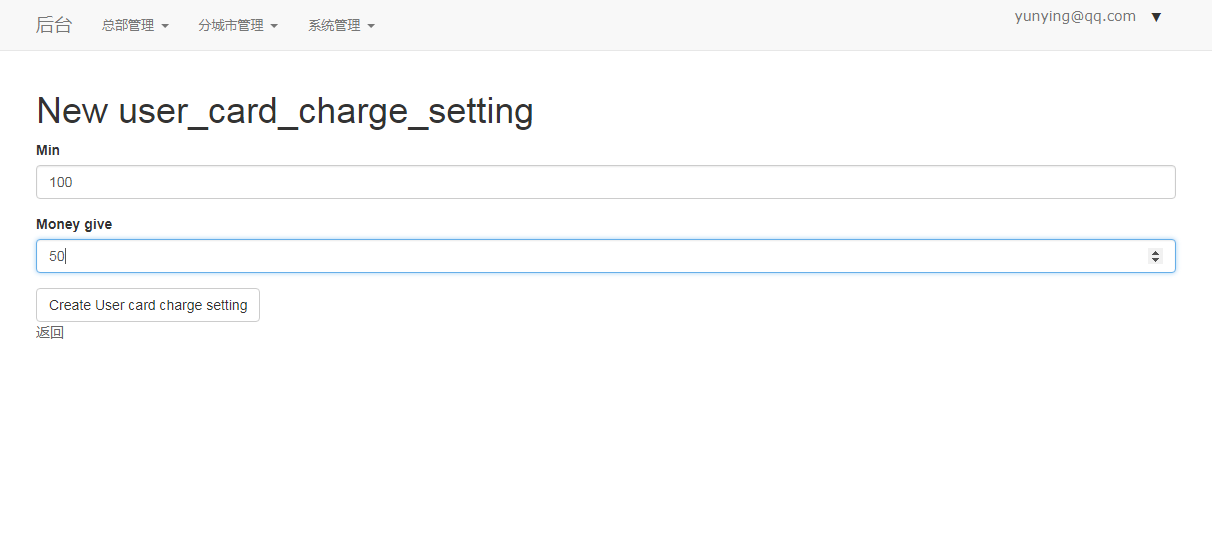 后台 总部管理 分城市管理 系统管理 yunying@qq.com
New user_card_charge_setting
Min
100
Money give
50
Create User card charge setting
返回